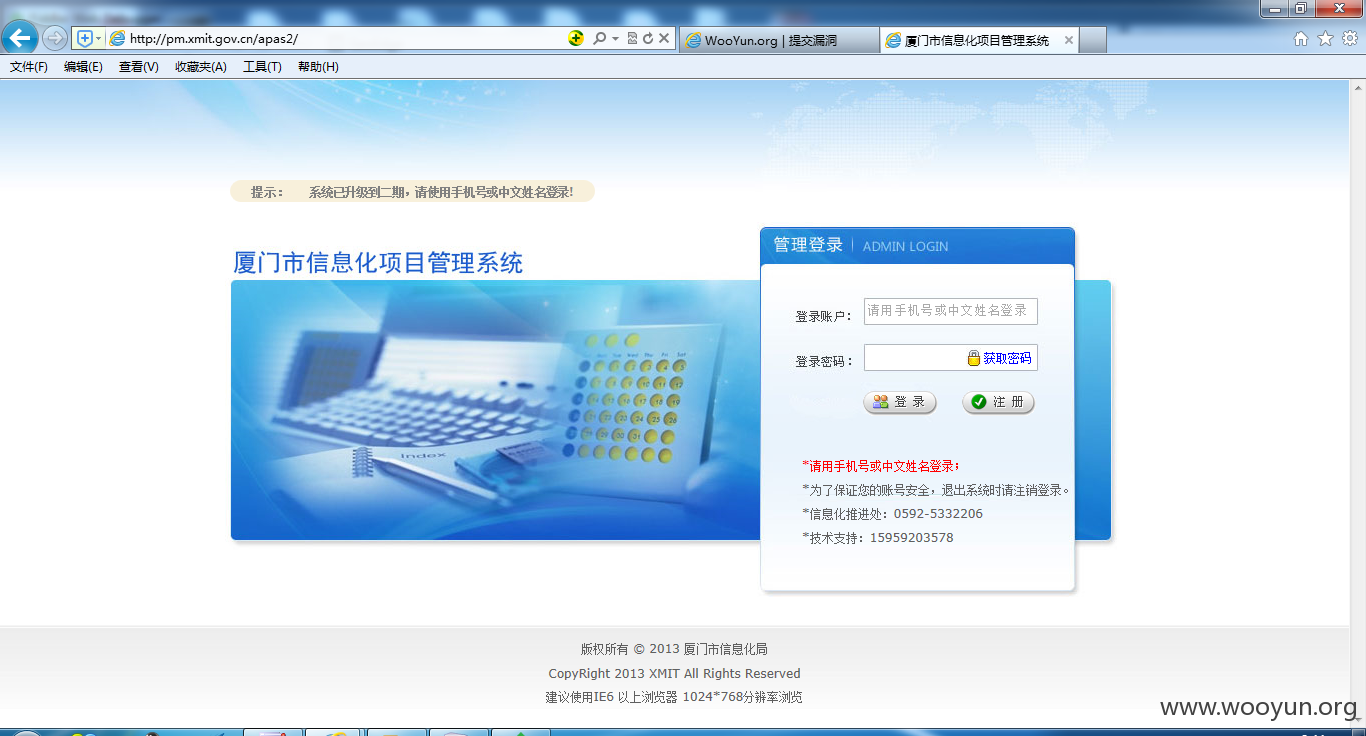 http://pm.xmit.gov.cn/apas2/
WooYun.org | 提交漏洞
厦门市信息化项目管理系统
文件(F) 编辑(E) 查看(V) 收藏夹(A) 工具(T) 帮助(H)
提示： 系统已升级到二期，请使用手机号或中文姓名登录!
厦门市信息化项目管理系统
管理登录 | ADMIN LOGIN
登录账户：
请用手机号或中文姓名登录
登录密码：
获取密码
登 录
注 册
*请用手机号或中文姓名登录；
*为了保证您的账号安全，退出系统时请注销登录。
*信息化推进处：0592-5332206
*技术支持：15959203578
index
版权所有 © 2013 厦门市信息化局
CopyRight 2013 XMIT All Rights Reserved
建议使用IE6 以上浏览器 1024*768分辨率浏览
www.wooyun.org